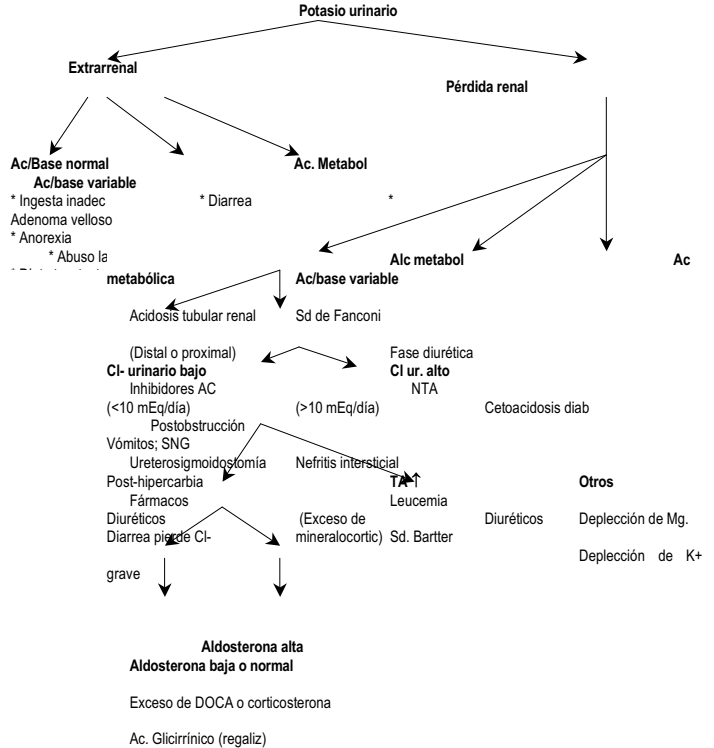 Potasio urinario
Extrarrenal
Pérdida renal
Ac/Base normal Ac. Metabol
Ac/base variable
* Ingesta inadec * Diarrea *
Adenoma velloso
* Anorexia
* Abuso la
Alc metabol Ac
metabólica Ac/base variable
Acidosis tubular renal Sd de Fanconi
(Distal o proximal) Fase diurética
Cl- urinario bajo Cl ur. alto
Inhibidores AC NTA
(<10 mEq/día) (>10 mEq/día) Cetoacidosis diab
Postobstrucción
Vómitos; SNG
Ureterosigmoidostomía Nefritis intersticial
Post-hipercarbia TA ↑ Otros
Fármacos Leucemia
Diuréticos (Exceso de Diuréticos Deplección de Mg.
Diarrea pierde Cl- mineralocortic) Sd. Bartter
Deplección de K+
grave
Aldosterona alta
Aldosterona baja o normal
Exceso de DOCA o corticosterona
Ac. Glicirrínico (regaliz)